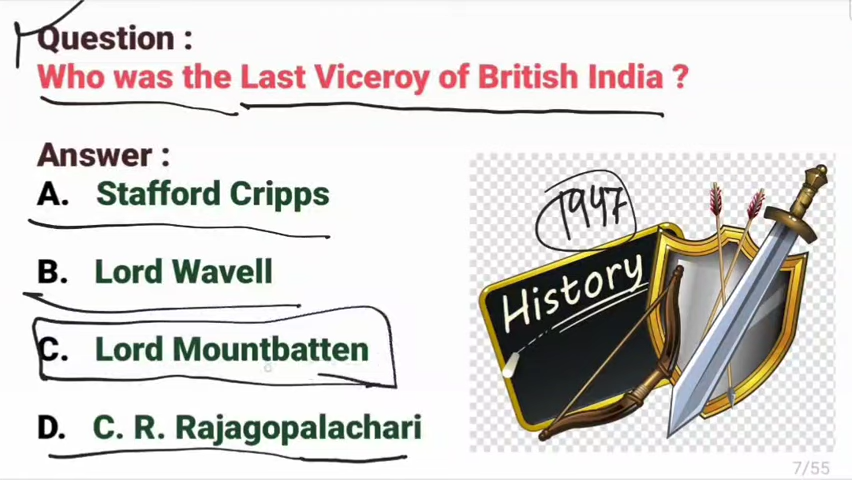 Question :
Who was the Last Viceroy of British India ?
Answer :
A. Stafford Cripps
B. Lord Wavell
C. Lord Mountbatten
D. C. R. Rajagopalachari
1947
History
7/55